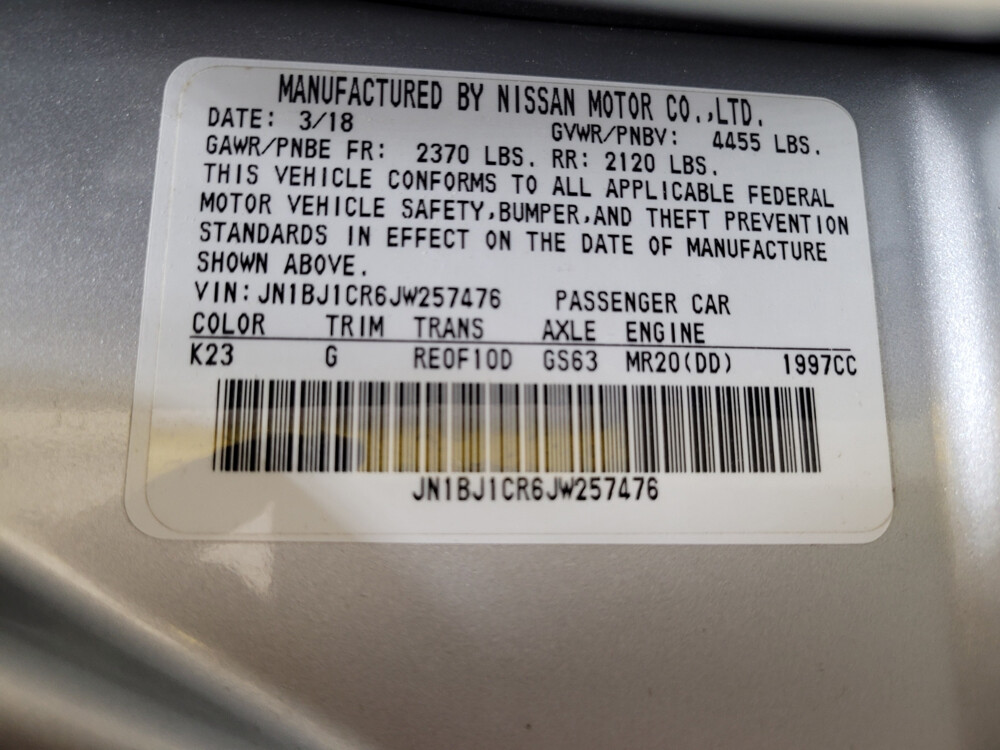 MANUFACTURED BY NISSAN MOTOR CO.,LTD.
DATE: 3/18 GVWR/PNBV: 4455 LBS.
GAWR/PNBE FR: 2370 LBS. RR: 2120 LBS.
THIS VEHICLE CONFORMS TO ALL APPLICABLE FEDERAL
MOTOR VEHICLE SAFETY,BUMPER,AND THEFT PREVENTION
STANDARDS IN EFFECT ON THE DATE OF MANUFACTURE
SHOWN ABOVE.
VIN:JN1BJ1CR6JW257476 PASSENGER CAR
COLOR TRIM TRANS AXLE ENGINE
K23 G RE0F10D GS63 MR20(DD) 1997CC
JN1BJ1CR6JW257476